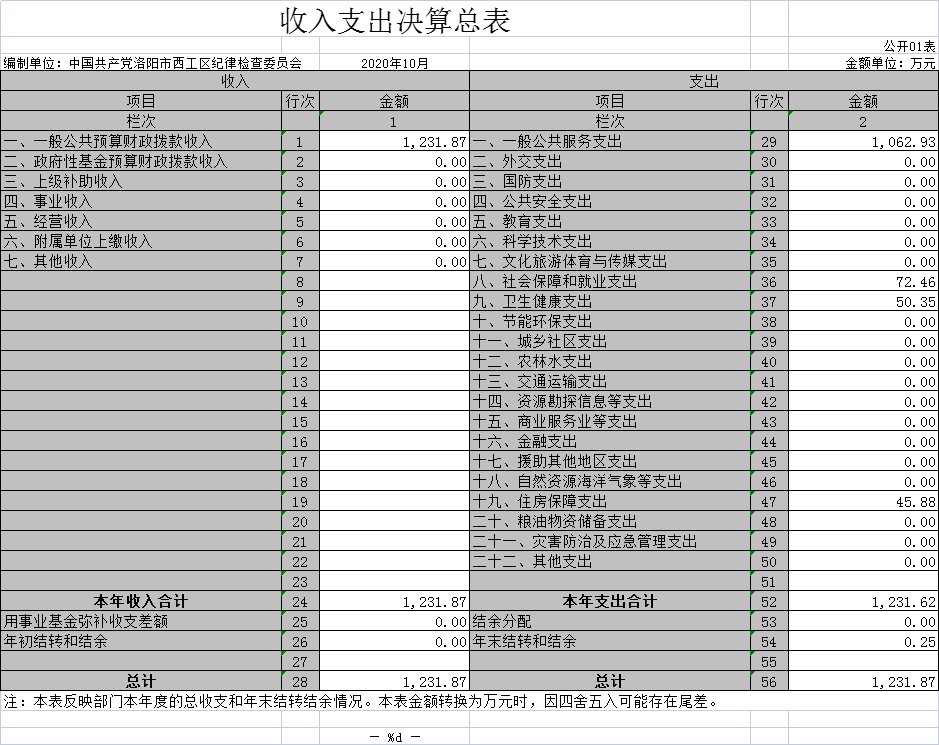 收入支出决算总表
公开01表
编制单位：中国共产党洛阳市西工区纪律检查委员会 2020年10月 金额单位：万元
收入 支出
项目 行次 金额 项目 行次 金额
栏次 1 栏次 2
一、一般公共预算财政拨款收入 1 1,231.87 一、一般公共服务支出 29 1,062.93
二、政府性基金预算财政拨款收入 2 0.00 二、外交支出 30 0.00
三、上级补助收入 3 0.00 三、国防支出 31 0.00
四、事业收入 4 0.00 四、公共安全支出 32 0.00
五、经营收入 5 0.00 五、教育支出 33 0.00
六、附属单位上缴收入 6 0.00 六、科学技术支出 34 0.00
七、其他收入 7 0.00 七、文化旅游体育与传媒支出 35 0.00
8 八、社会保障和就业支出 36 72.46
9 九、卫生健康支出 37 50.35
10 十、节能环保支出 38 0.00
11 十一、城乡社区支出 39 0.00
12 十二、农林水支出 40 0.00
13 十三、交通运输支出 41 0.00
14 十四、资源勘探信息等支出 42 0.00
15 十五、商业服务业等支出 43 0.00
16 十六、金融支出 44 0.00
17 十七、援助其他地区支出 45 0.00
18 十八、自然资源海洋气象等支出 46 0.00
19 十九、住房保障支出 47 45.88
20 二十、粮油物资储备支出 48 0.00
21 二十一、灾害防治及应急管理支出 49 0.00
22 二十二、其他支出 50 0.00
23 51
本年收入合计 24 1,231.87 本年支出合计 52 1,231.62
用事业基金弥补收支差额 25 0.00 结余分配 53 0.00
年初结转和结余 26 0.00 年末结转和结余 54 0.25
27 55
总计 28 1,231.87 总计 56 1,231.87
注：本表反映部门本年度的总收支和年末结转结余情况。本表金额转换为万元时，因四舍五入可能存在尾差。
— %d —